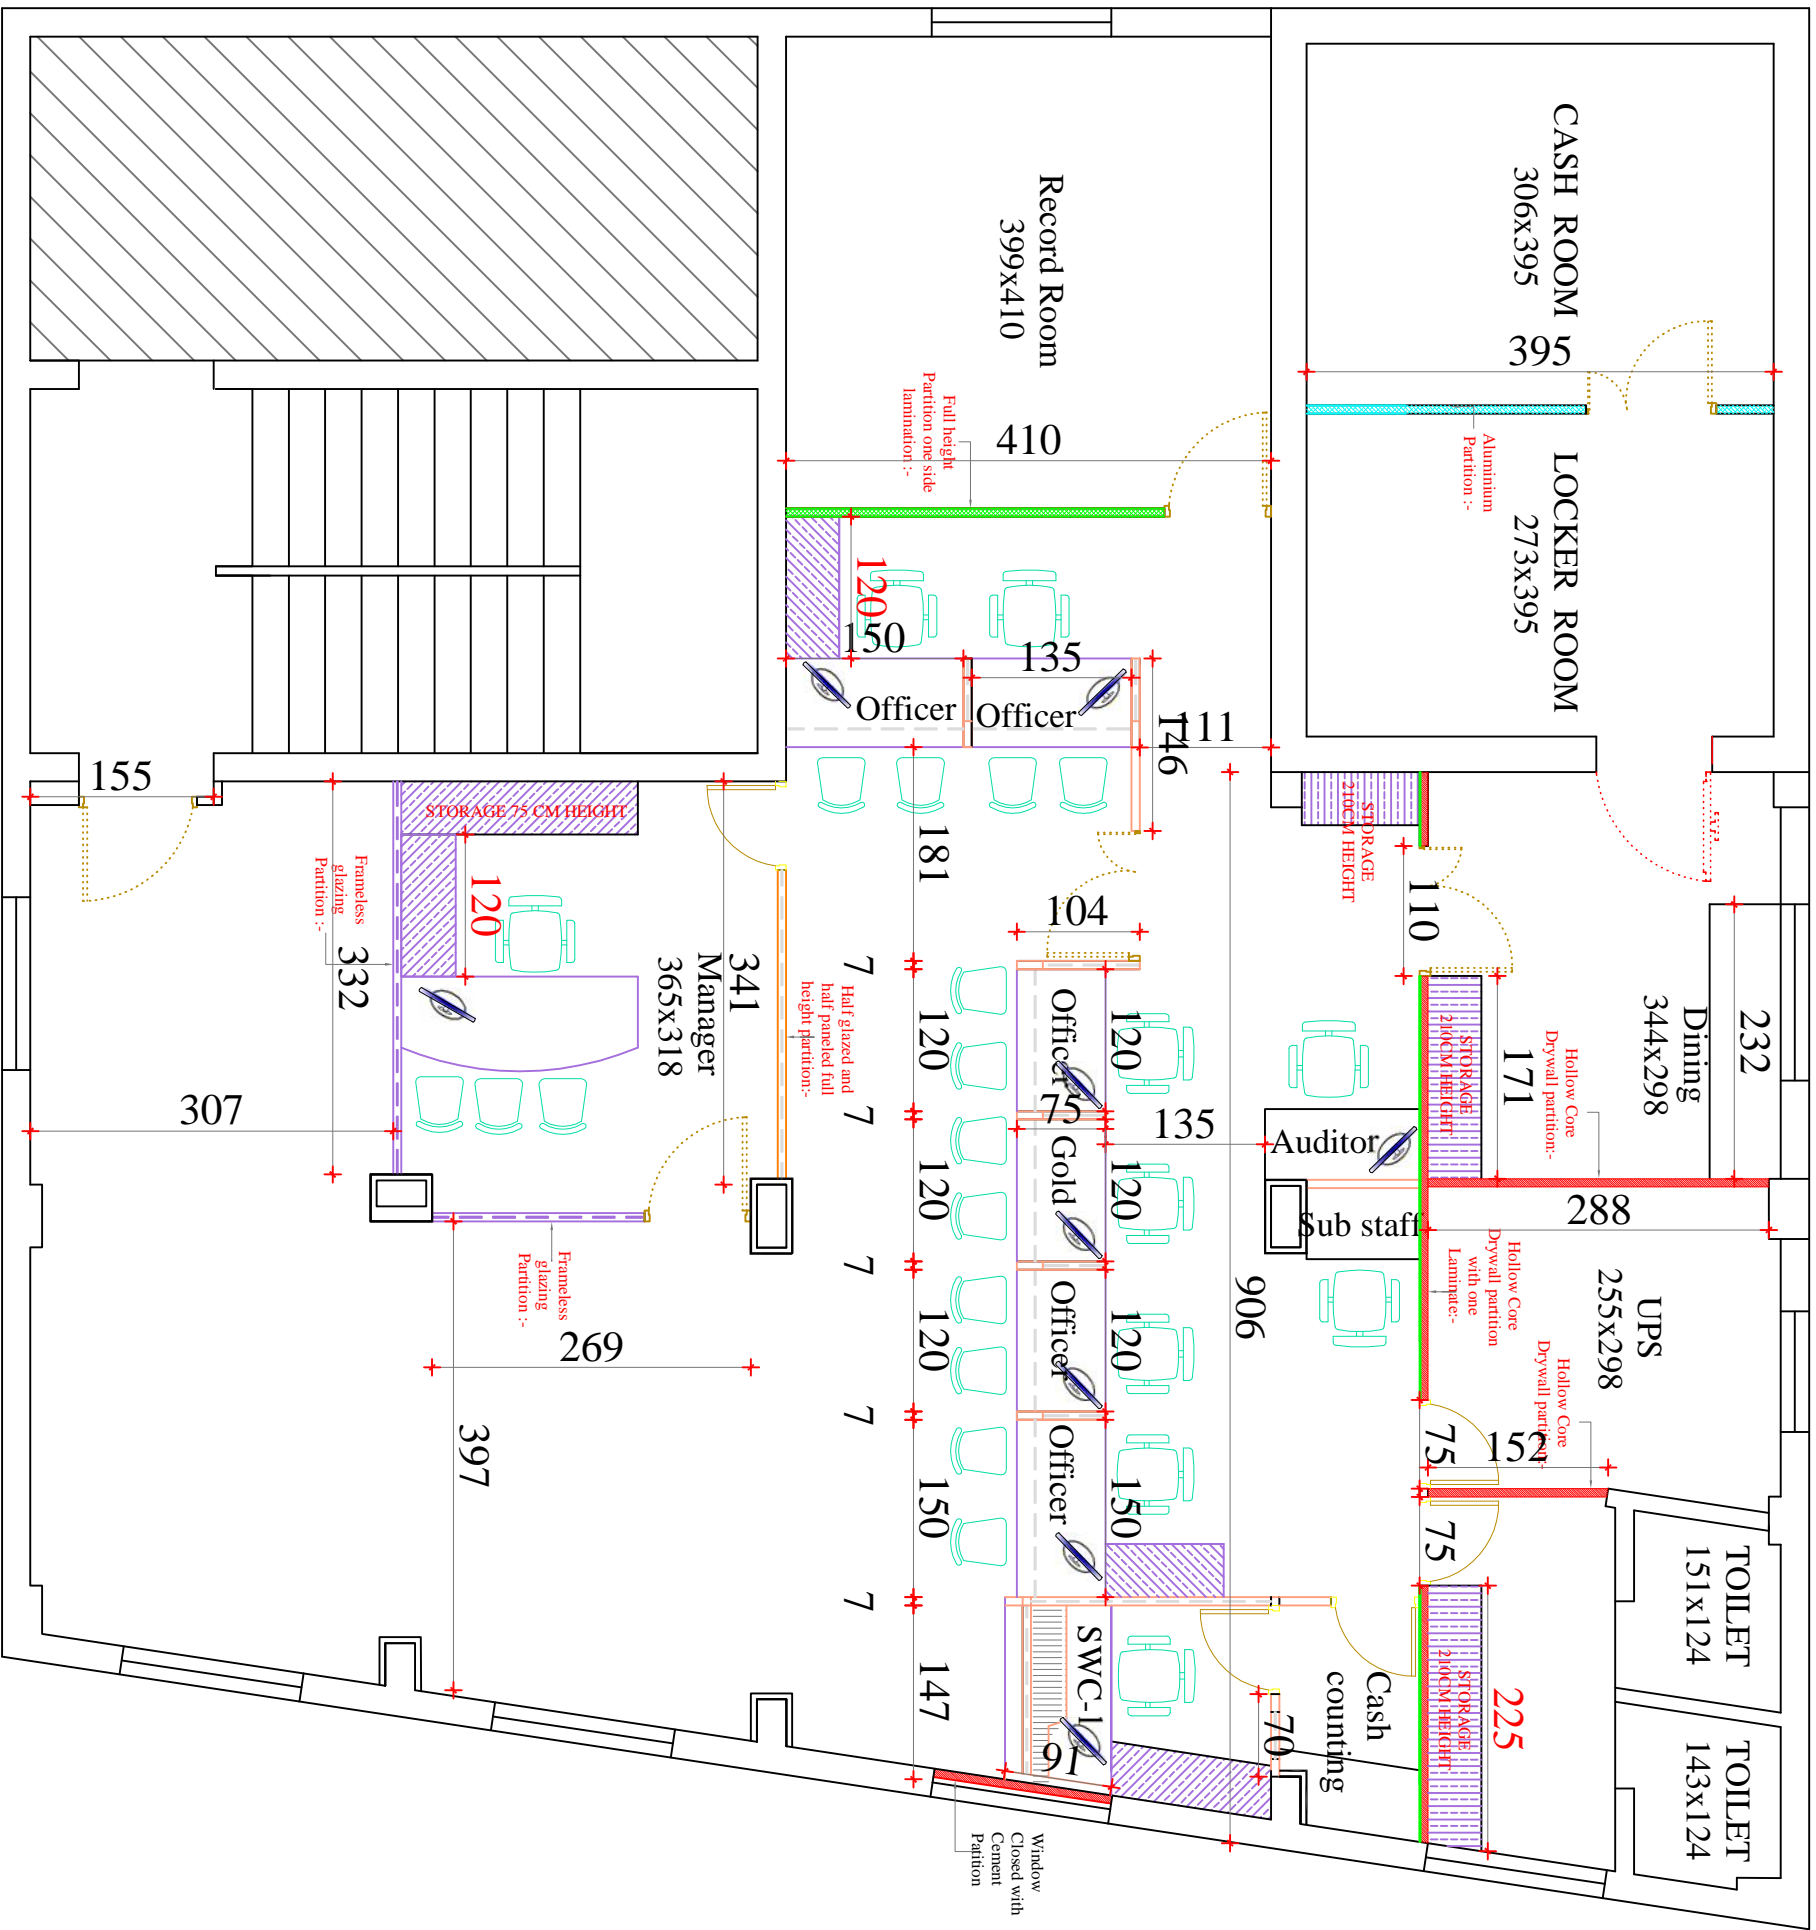 CASH ROOM
306x395
395
Aluminium
Partition :-
LOCKER ROOM
273x395
Record Room
399x410
Full height
Partition one side
lamination :-
410
120
150
135
Officer
Officer
111
146
155
STORAGE 75 CM HEIGHT
Frameless
glazing
Partition :-
332
120
341
Manager
365x318
Half glazed and
half paneled full
height partition:-
307
Frameless
glazing
Partition :-
269
397
181
104
7
120
7
120
7
120
7
150
7
147
Officer
120
75
Gold
120
Officer
120
Officer
150
135
906
STORAGE
210CM HEIGHT
110
STORAGE
210CM HEIGHT
171
Hollow Core
Drywall partition:-
Dining
344x298
232
Auditor
Sub staff
288
Hollow Core
Drywall partition
with one
Laminate:-
UPS
255x298
Hollow Core
Drywall partition:-
75
152
75
TOILET
151x124
TOILET
143x124
STORAGE
210CM HEIGHT
225
Cash
counting
70
SWC-1
91
Window
Closed with
Cement
Patition